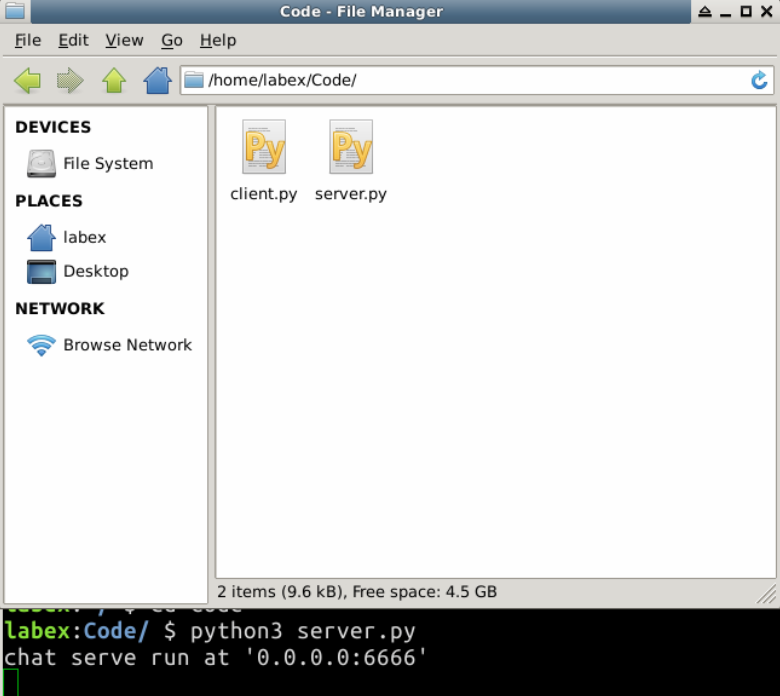 Code - File Manager
File Edit View Go Help
/home/labex/Code/
DEVICES
File System
PLACES
labex
Desktop
NETWORK
Browse Network
Py Py
client.py server.py
2 items (9.6 kB), Free space: 4.5 GB
labex:Code/ $ python3 server.py
chat serve run at '0.0.0.0:6666'